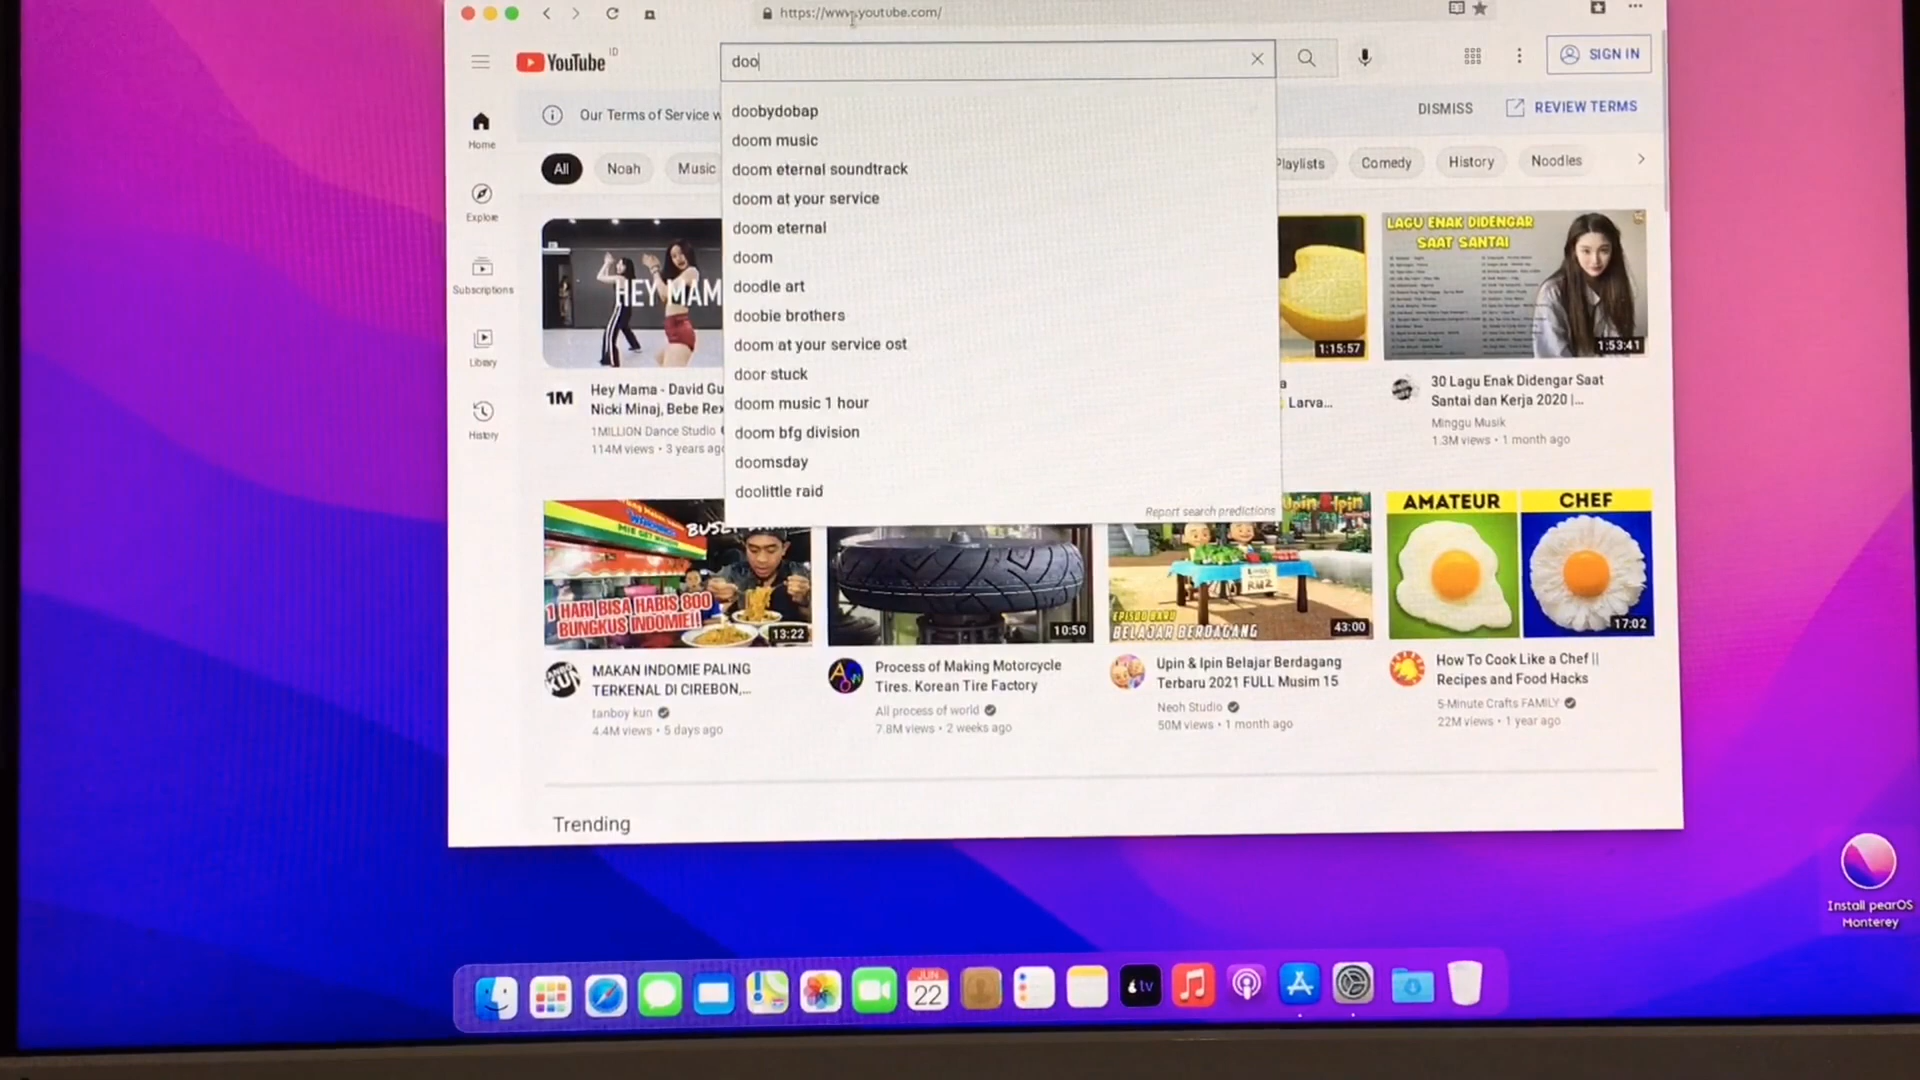 https://www.youtube.com/
YouTube ID
doo
SIGN IN
Our Terms of Service w
DISMISS
REVIEW TERMS
doobydobap
doom music
doom eternal soundtrack
doom at your service
doom eternal
doom
doodle art
doobie brothers
doom at your service ost
door stuck
doom music 1 hour
doom bfg division
doomsday
doolittle raid
Report search predictions
Home
Explore
Subscriptions
Library
History
All
Noah
Music
Playlists
Comedy
History
Noodles
HEY MAM
1M
Hey Mama - David Gu
Nicki Minaj, Bebe Rex
1MILLION Dance Studio
114M views • 3 years ago
1:15:57
a
Larva...
LAGU ENAK DIDENGAR
SAAT SANTAI
1:53:41
30 Lagu Enak Didengar Saat
Santai dan Kerja 2020 |...
Minggu Musik
1.3M views • 1 month ago
1 HARI BISA HABIS 800
BUNGKUS INDOMIE!!
13:22
KUN
MAKAN INDOMIE PALING
TERKENAL DI CIREBON,...
tanboy kun
4.4M views • 5 days ago
10:50
Process of Making Motorcycle
Tires. Korean Tire Factory
All process of world
7.8M views • 2 weeks ago
Upin&Ipin
RM2
EPISOD BARU
BELAJAR BERDAGANG
43:00
Upin & Ipin Belajar Berdagang
Terbaru 2021 FULL Musim 15
Neoh Studio
50M views • 1 month ago
AMATEUR
CHEF
17:02
How To Cook Like a Chef ||
Recipes and Food Hacks
5-Minute Crafts FAMILY
22M views • 1 year ago
Trending
Install pearOS
Monterey
JUN
22
tv